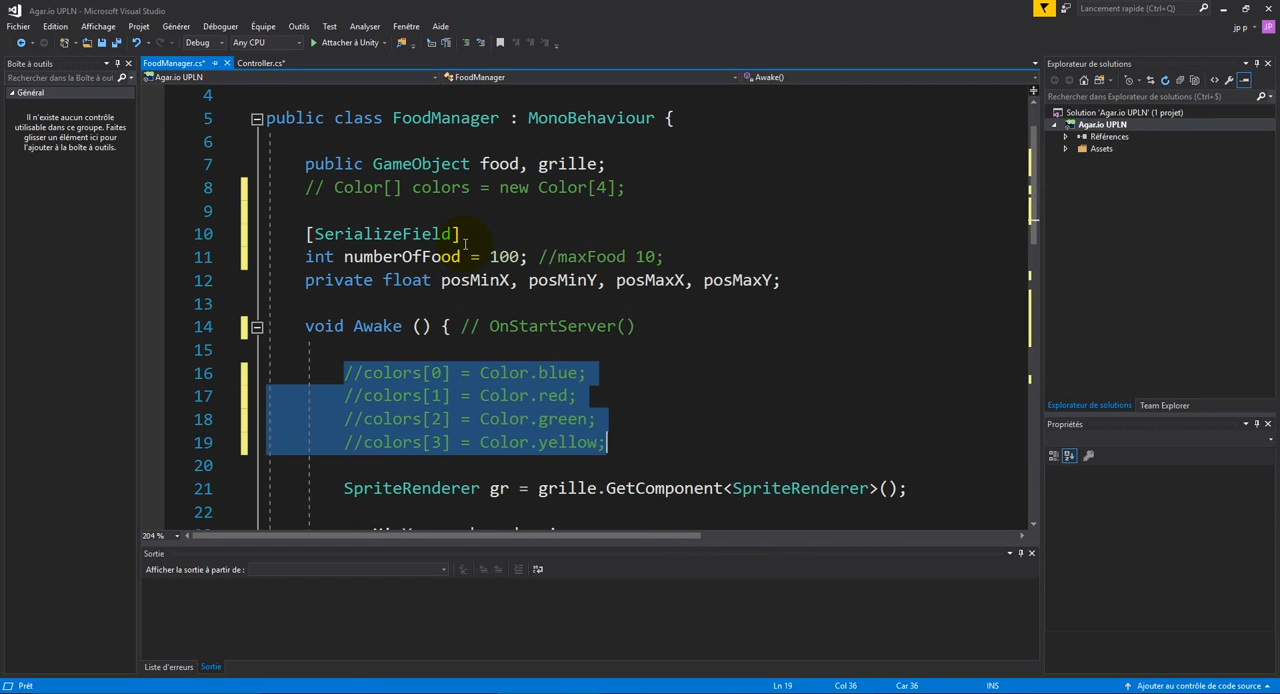 Agar.io UPLN - Microsoft Visual Studio
Lancement rapide (Ctrl+Q)
Fichier Edition Affichage Projet Générer Déboguer Équipe Outils Test Analyser Fenêtre Aide
jp p JP
Debug Any CPU Attacher à Unity
Boîte à outils
Rechercher dans Boîte à outi
Général
Il n'existe aucun contrôle
utilisable dans ce groupe. Faites
glisser un élément ici pour
l'ajouter à la boîte à outils.
FoodManager.cs* Controller.cs*
Agar.io UPLN FoodManager Awake()
4
5 public class FoodManager : MonoBehaviour {
6
7 public GameObject food, grille;
8 // Color[] colors = new Color[4];
9
10 [SerializeField]
11 int numberOfFood = 100; //maxFood 10;
12 private float posMinX, posMinY, posMaxX, posMaxY;
13
14 void Awake () { // OnStartServer()
15
16 //colors[0] = Color.blue;
17 //colors[1] = Color.red;
18 //colors[2] = Color.green;
19 //colors[3] = Color.yellow;
20
21 SpriteRenderer gr = grille.GetComponent<SpriteRenderer>();
22
204 %
Sortie
Afficher la sortie à partir de :
Liste d'erreurs Sortie
Explorateur de solutions
Rechercher dans Explorateur de solutions (Ctrl+$)
Solution 'Agar.io UPLN' (1 projet)
Agar.io UPLN
Références
Assets
Explorateur de solutions Team Explorer
Propriétés
Prêt Ln 19 Col 36 Car 36 INS Ajouter au contrôle de code source